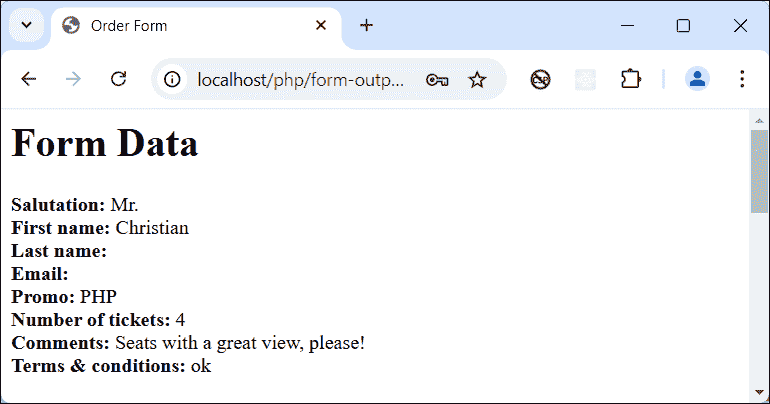 Order Form
localhost/php/form-outp...
CSP
Form Data
Salutation: Mr.
First name: Christian
Last name:
Email:
Promo: PHP
Number of tickets: 4
Comments: Seats with a great view, please!
Terms & conditions: ok